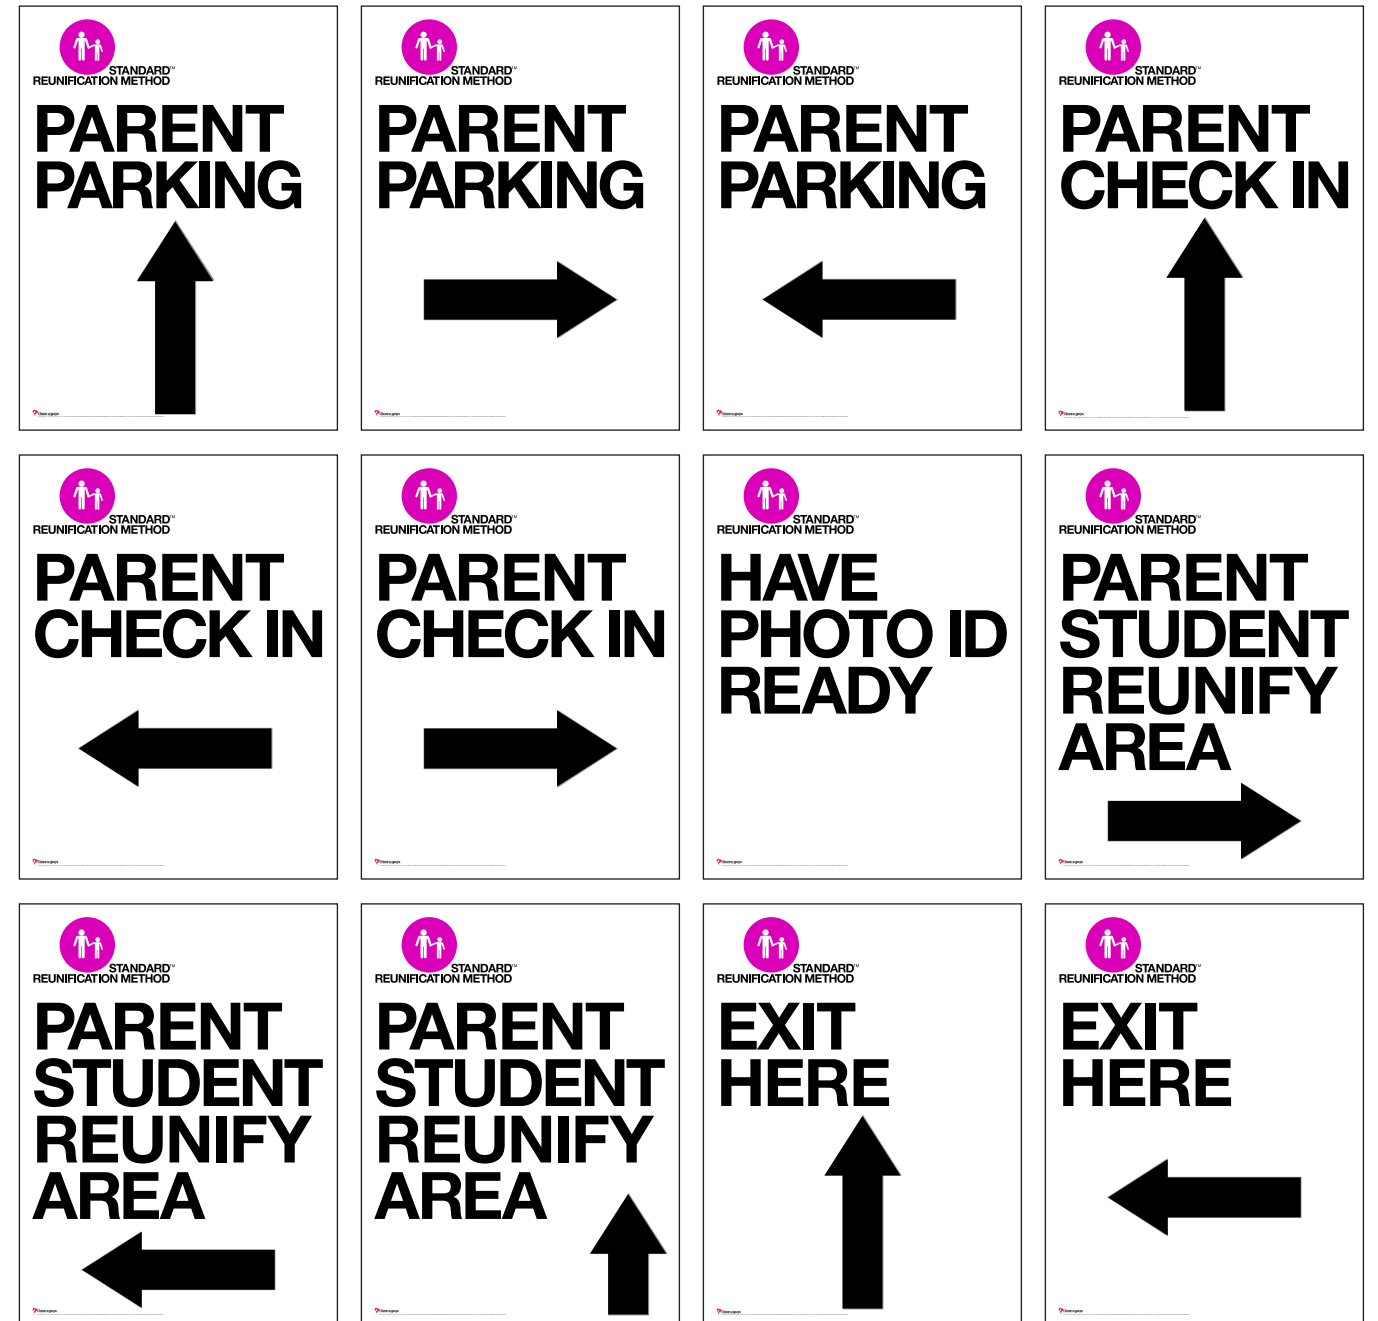 STANDARD™
REUNIFICATION METHOD
PARENT
PARKING
STANDARD™
REUNIFICATION METHOD
PARENT
PARKING
STANDARD™
REUNIFICATION METHOD
PARENT
PARKING
STANDARD™
REUNIFICATION METHOD
PARENT
CHECK IN
STANDARD™
REUNIFICATION METHOD
PARENT
CHECK IN
STANDARD™
REUNIFICATION METHOD
PARENT
CHECK IN
STANDARD™
REUNIFICATION METHOD
HAVE
PHOTO ID
READY
STANDARD™
REUNIFICATION METHOD
PARENT
STUDENT
REUNIFY
AREA
STANDARD™
REUNIFICATION METHOD
PARENT
STUDENT
REUNIFY
AREA
STANDARD™
REUNIFICATION METHOD
PARENT
STUDENT
REUNIFY
AREA
STANDARD™
REUNIFICATION METHOD
EXIT
HERE
STANDARD™
REUNIFICATION METHOD
EXIT
HERE